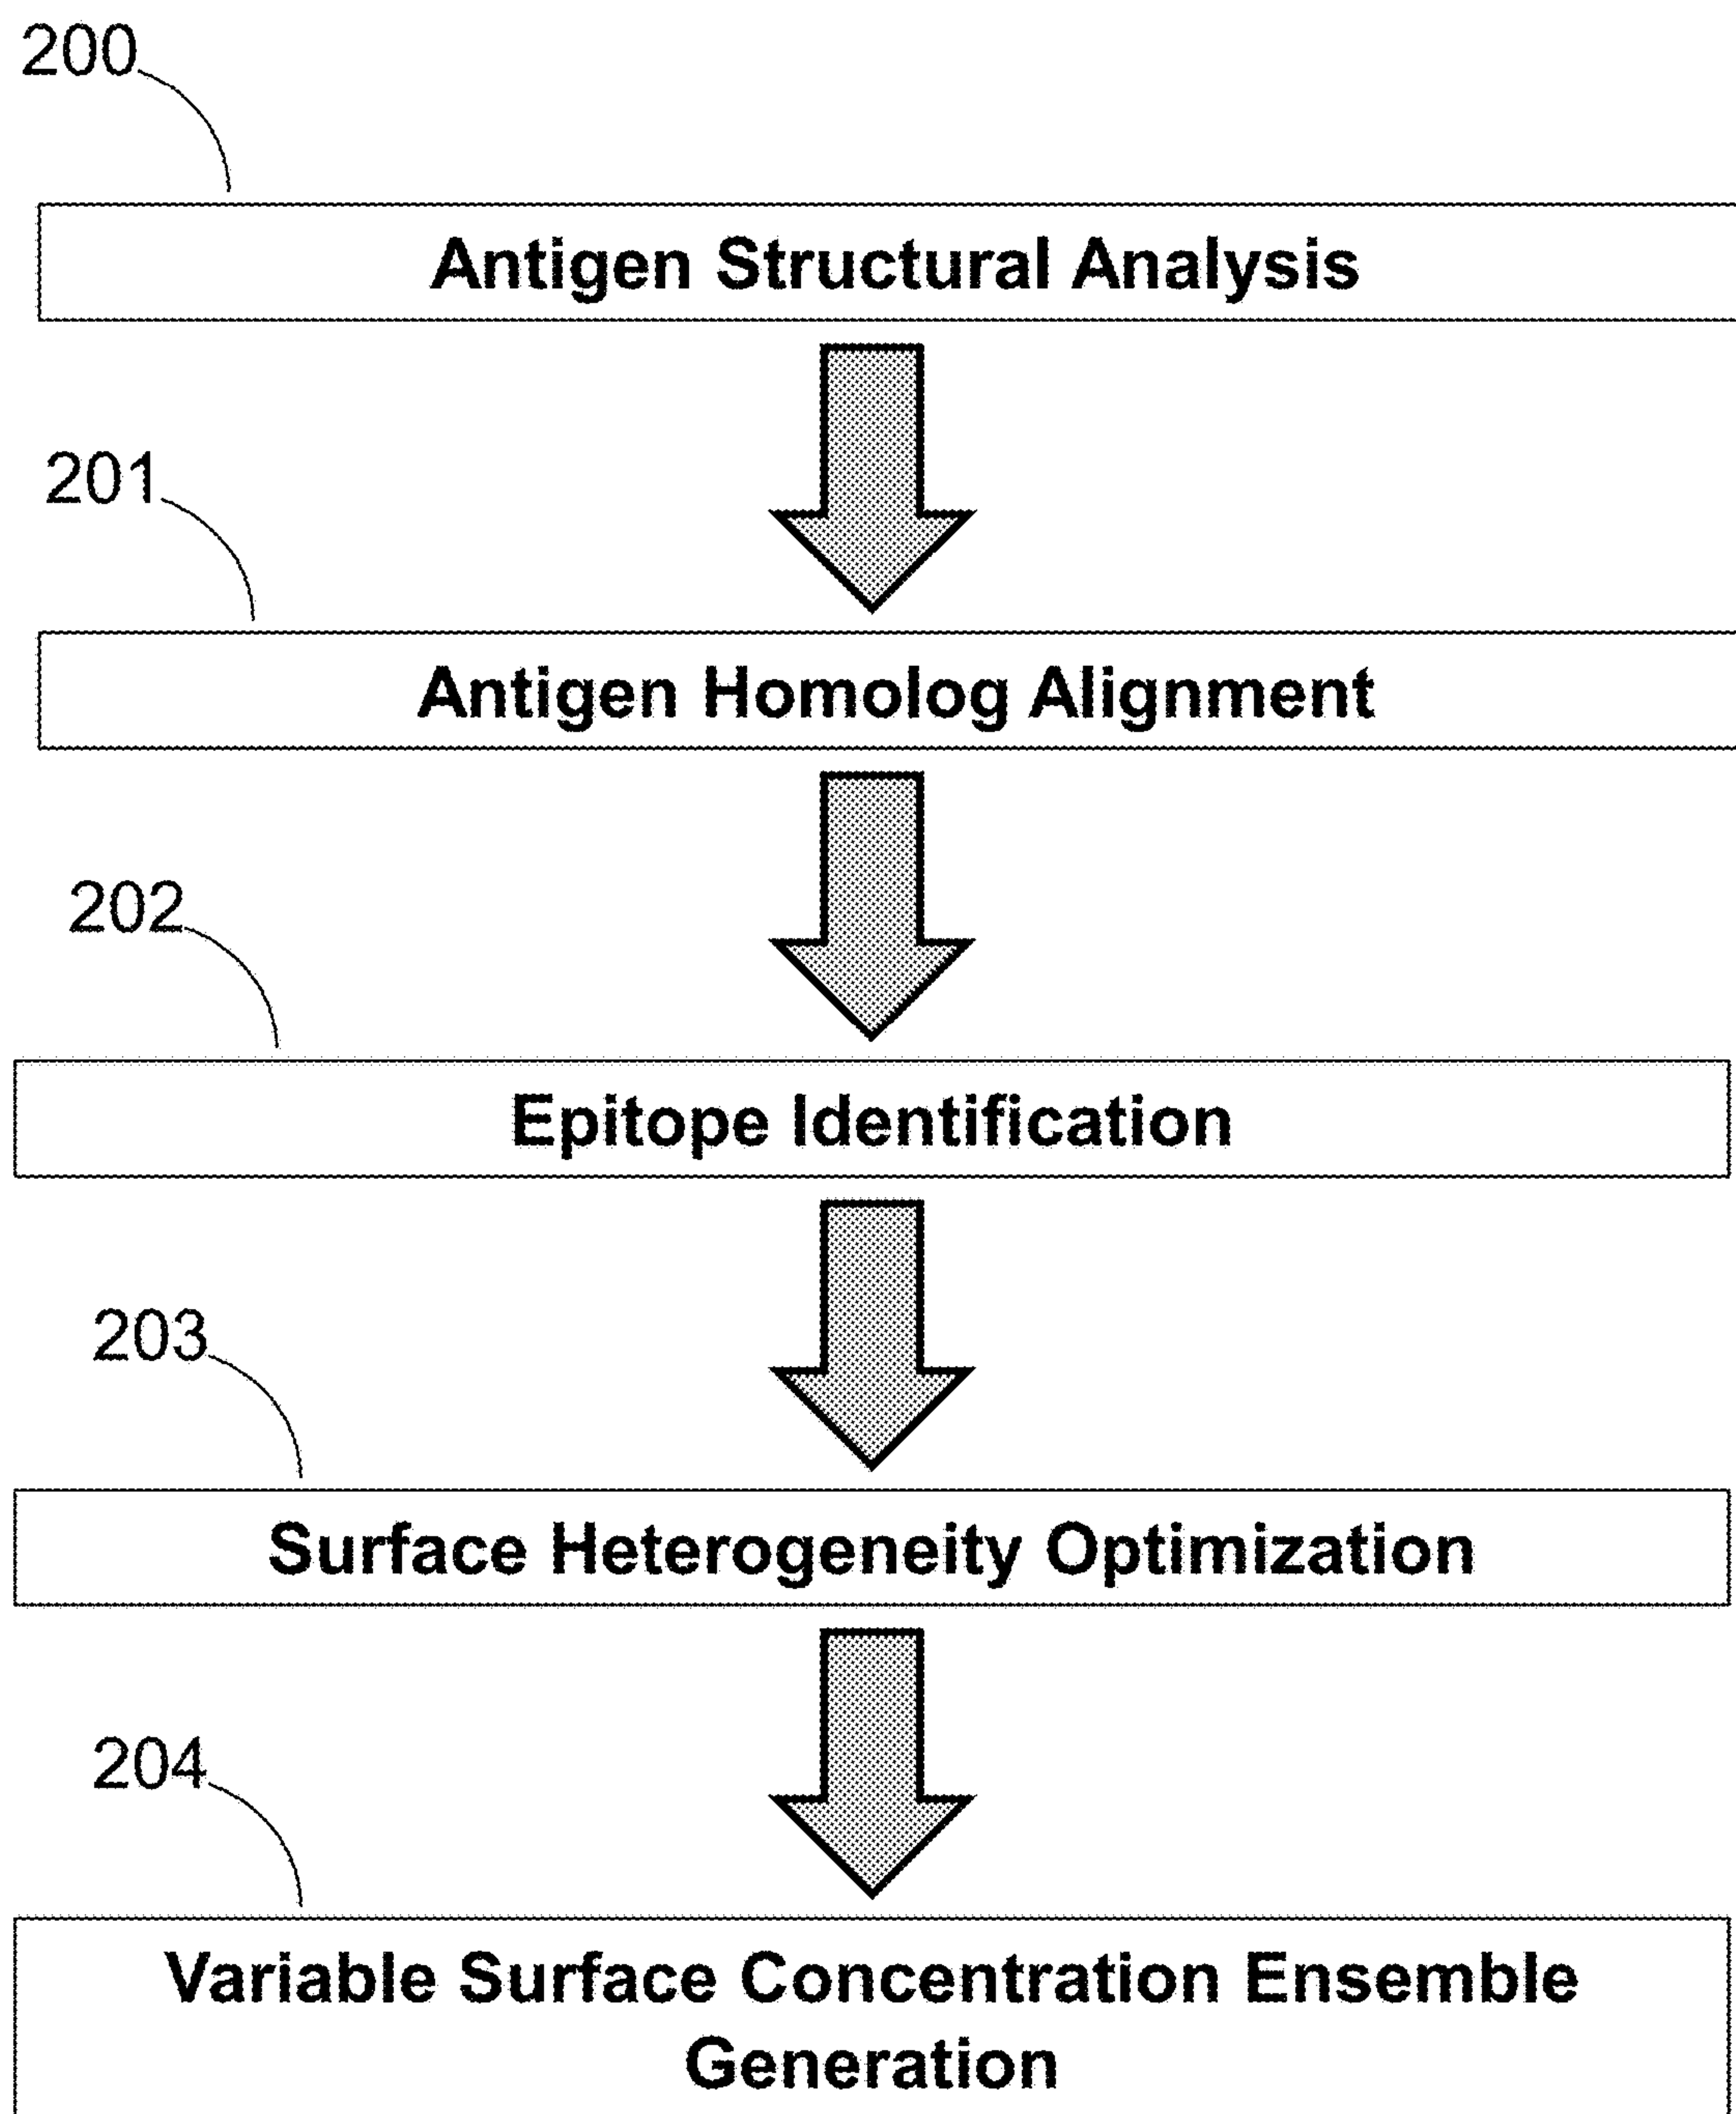 200
Antigen Structural Analysis
201
Antigen Homolog Alignment
202
Epitope Identification
203
Surface Heterogeneity Optimization
204
Variable Surface Concentration Ensemble
Generation